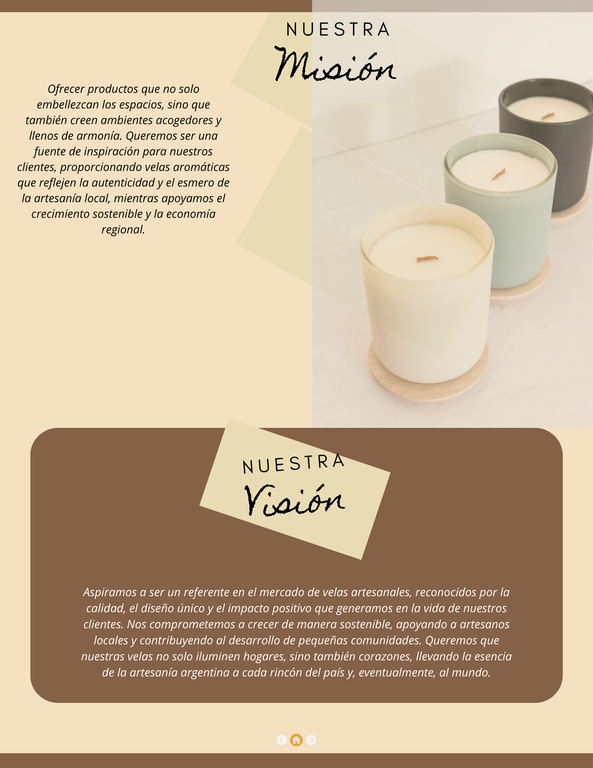 NUESTRA
Misión
Ofrecer productos que no solo
embellezcan los espacios, sino que
también creen ambientes acogedores y
llenos de armonía. Queremos ser una
fuente de inspiración para nuestros
clientes, proporcionando velas aromáticas
que reflejen la autenticidad y el esmero de
la artesanía local, mientras apoyamos el
crecimiento sostenible y la economía
regional.
NUESTRA
Visión
Aspiramos a ser un referente en el mercado de velas artesanales, reconocidos por la
calidad, el diseño único y el impacto positivo que generamos en la vida de nuestros
clientes. Nos comprometemos a crecer de manera sostenible, apoyando a artesanos
locales y contribuyendo al desarrollo de pequeñas comunidades. Queremos que
nuestras velas no solo iluminen hogares, sino también corazones, llevando la esencia
de la artesanía argentina a cada rincón del país y, eventualmente, al mundo.